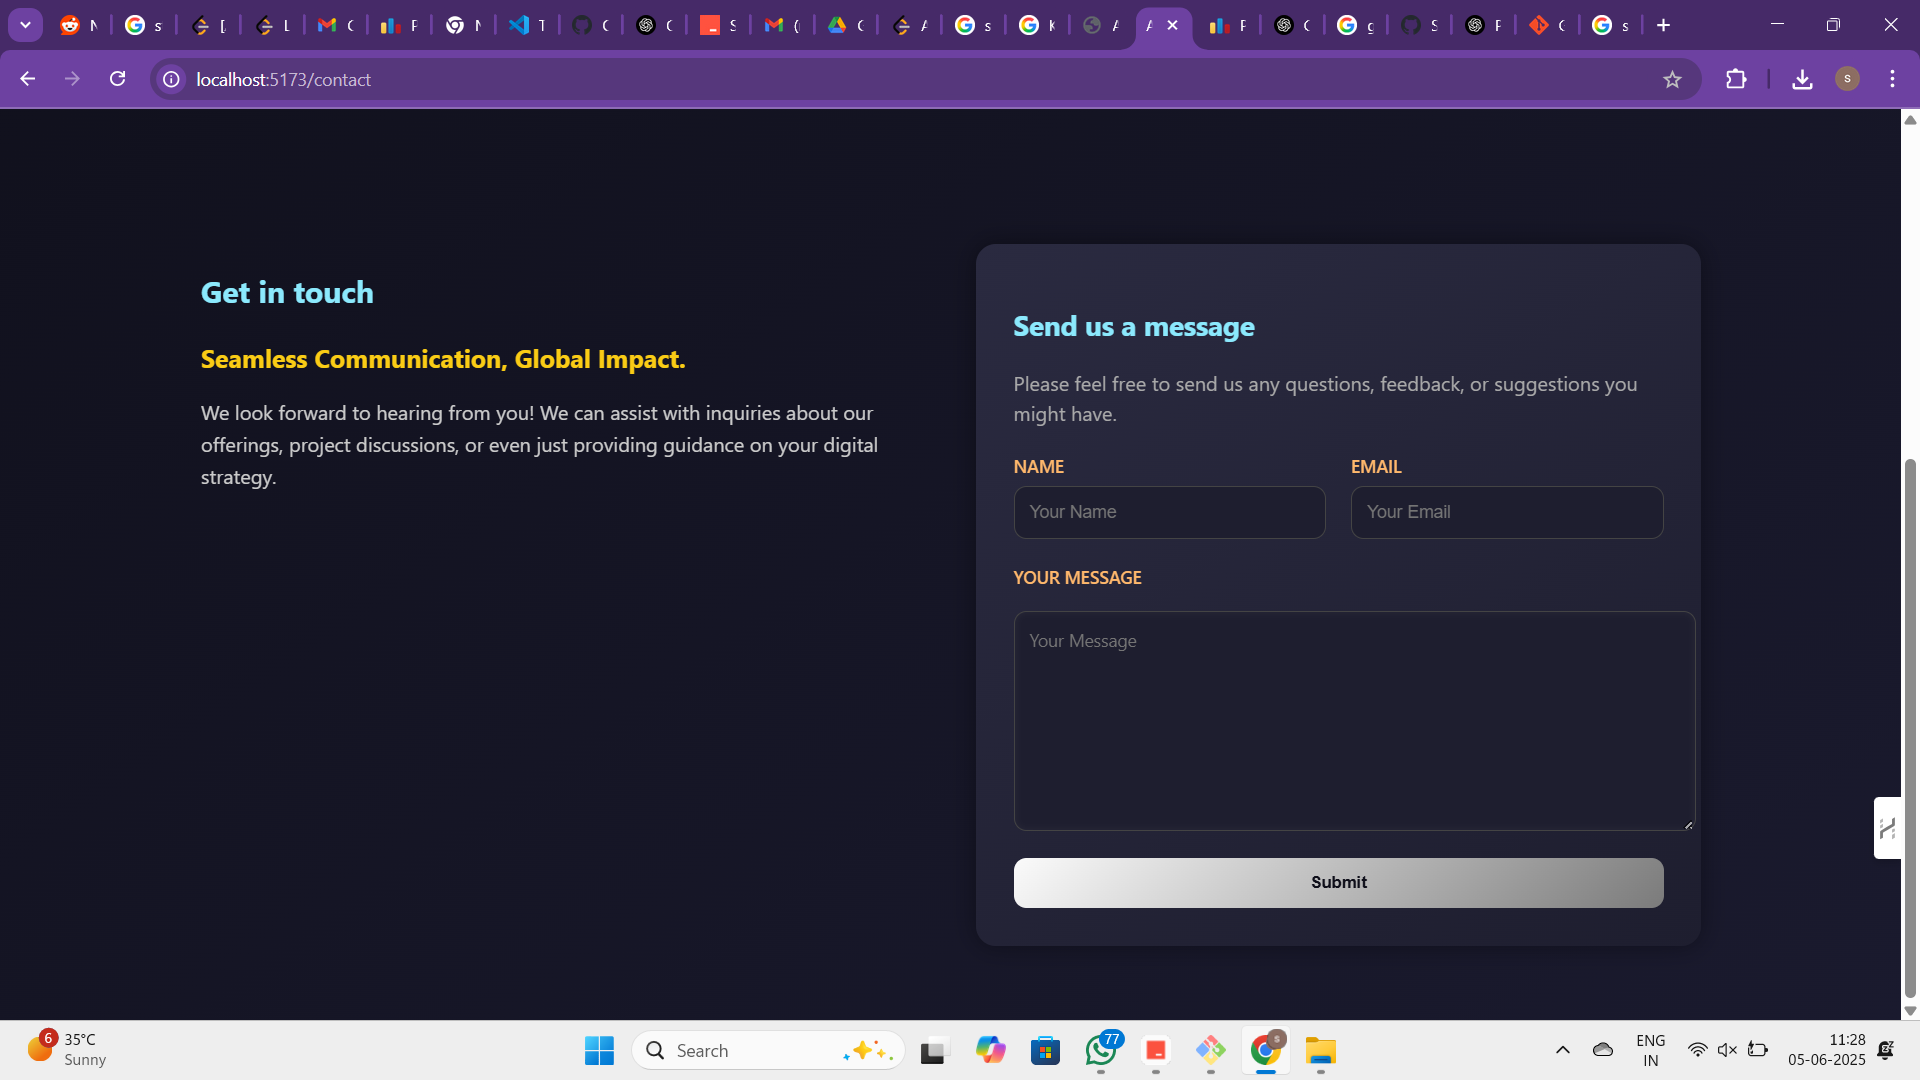 N
s
[
L
G
F
N
T
C
C
S
M
(
C
A
s
K
A
A
F
C
g
S
F
C
s
localhost:5173/contact
S
Get in touch
Seamless Communication, Global Impact.
We look forward to hearing from you! We can assist with inquiries about our
offerings, project discussions, or even just providing guidance on your digital
strategy.
Send us a message
Please feel free to send us any questions, feedback, or suggestions you
might have.
NAME
EMAIL
Your Name
Your Email
YOUR MESSAGE
Your Message
Submit
6
35°C
Sunny
Search
77
S
ENG
IN
11:28
05-06-2025